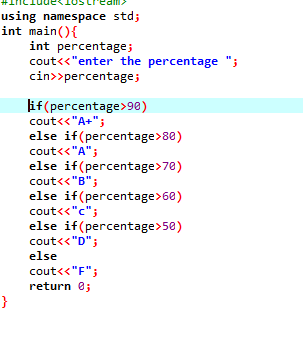 #include<iostream>
using namespace std;
int main(){
int percentage;
cout<<"enter the percentage ";
cin>>percentage;
if(percentage>90)
cout<<"A+";
else if(percentage>80)
cout<<"A";
else if(percentage>70)
cout<<"B";
else if(percentage>60)
cout<<"c";
else if(percentage>50)
cout<<"D";
else
cout<<"F";
return 0;
}